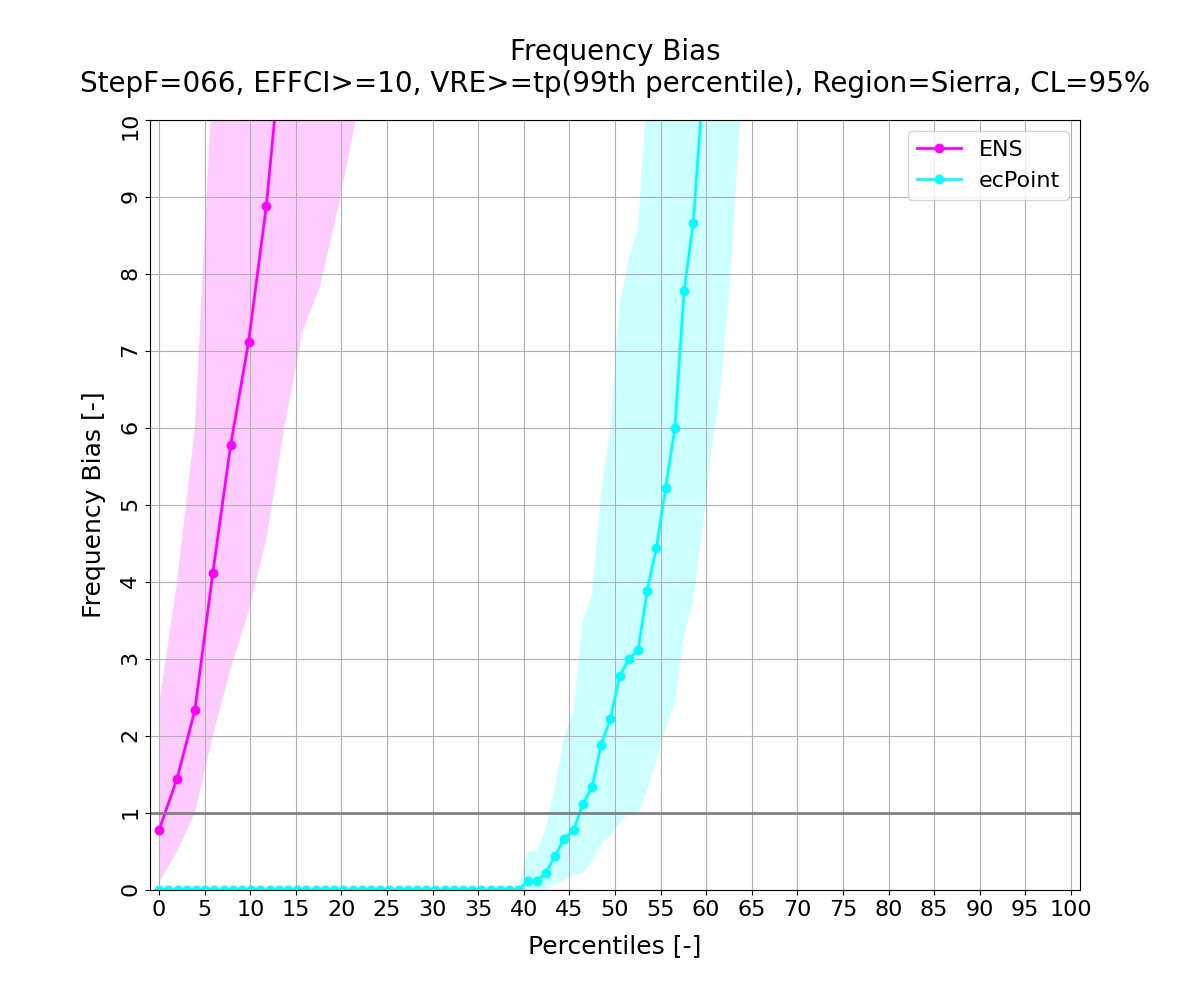 Frequency Bias
StepF=066, EFFCI>=10, VRE>=tp(99th percentile), Region=Sierra, CL=95%
10
9
8
7
6
5
4
3
2
1
0
Frequency Bias [-]
ENS
ecPoint
0 5 10 15 20 25 30 35 40 45 50 55 60 65 70 75 80 85 90 95 100
Percentiles [-]